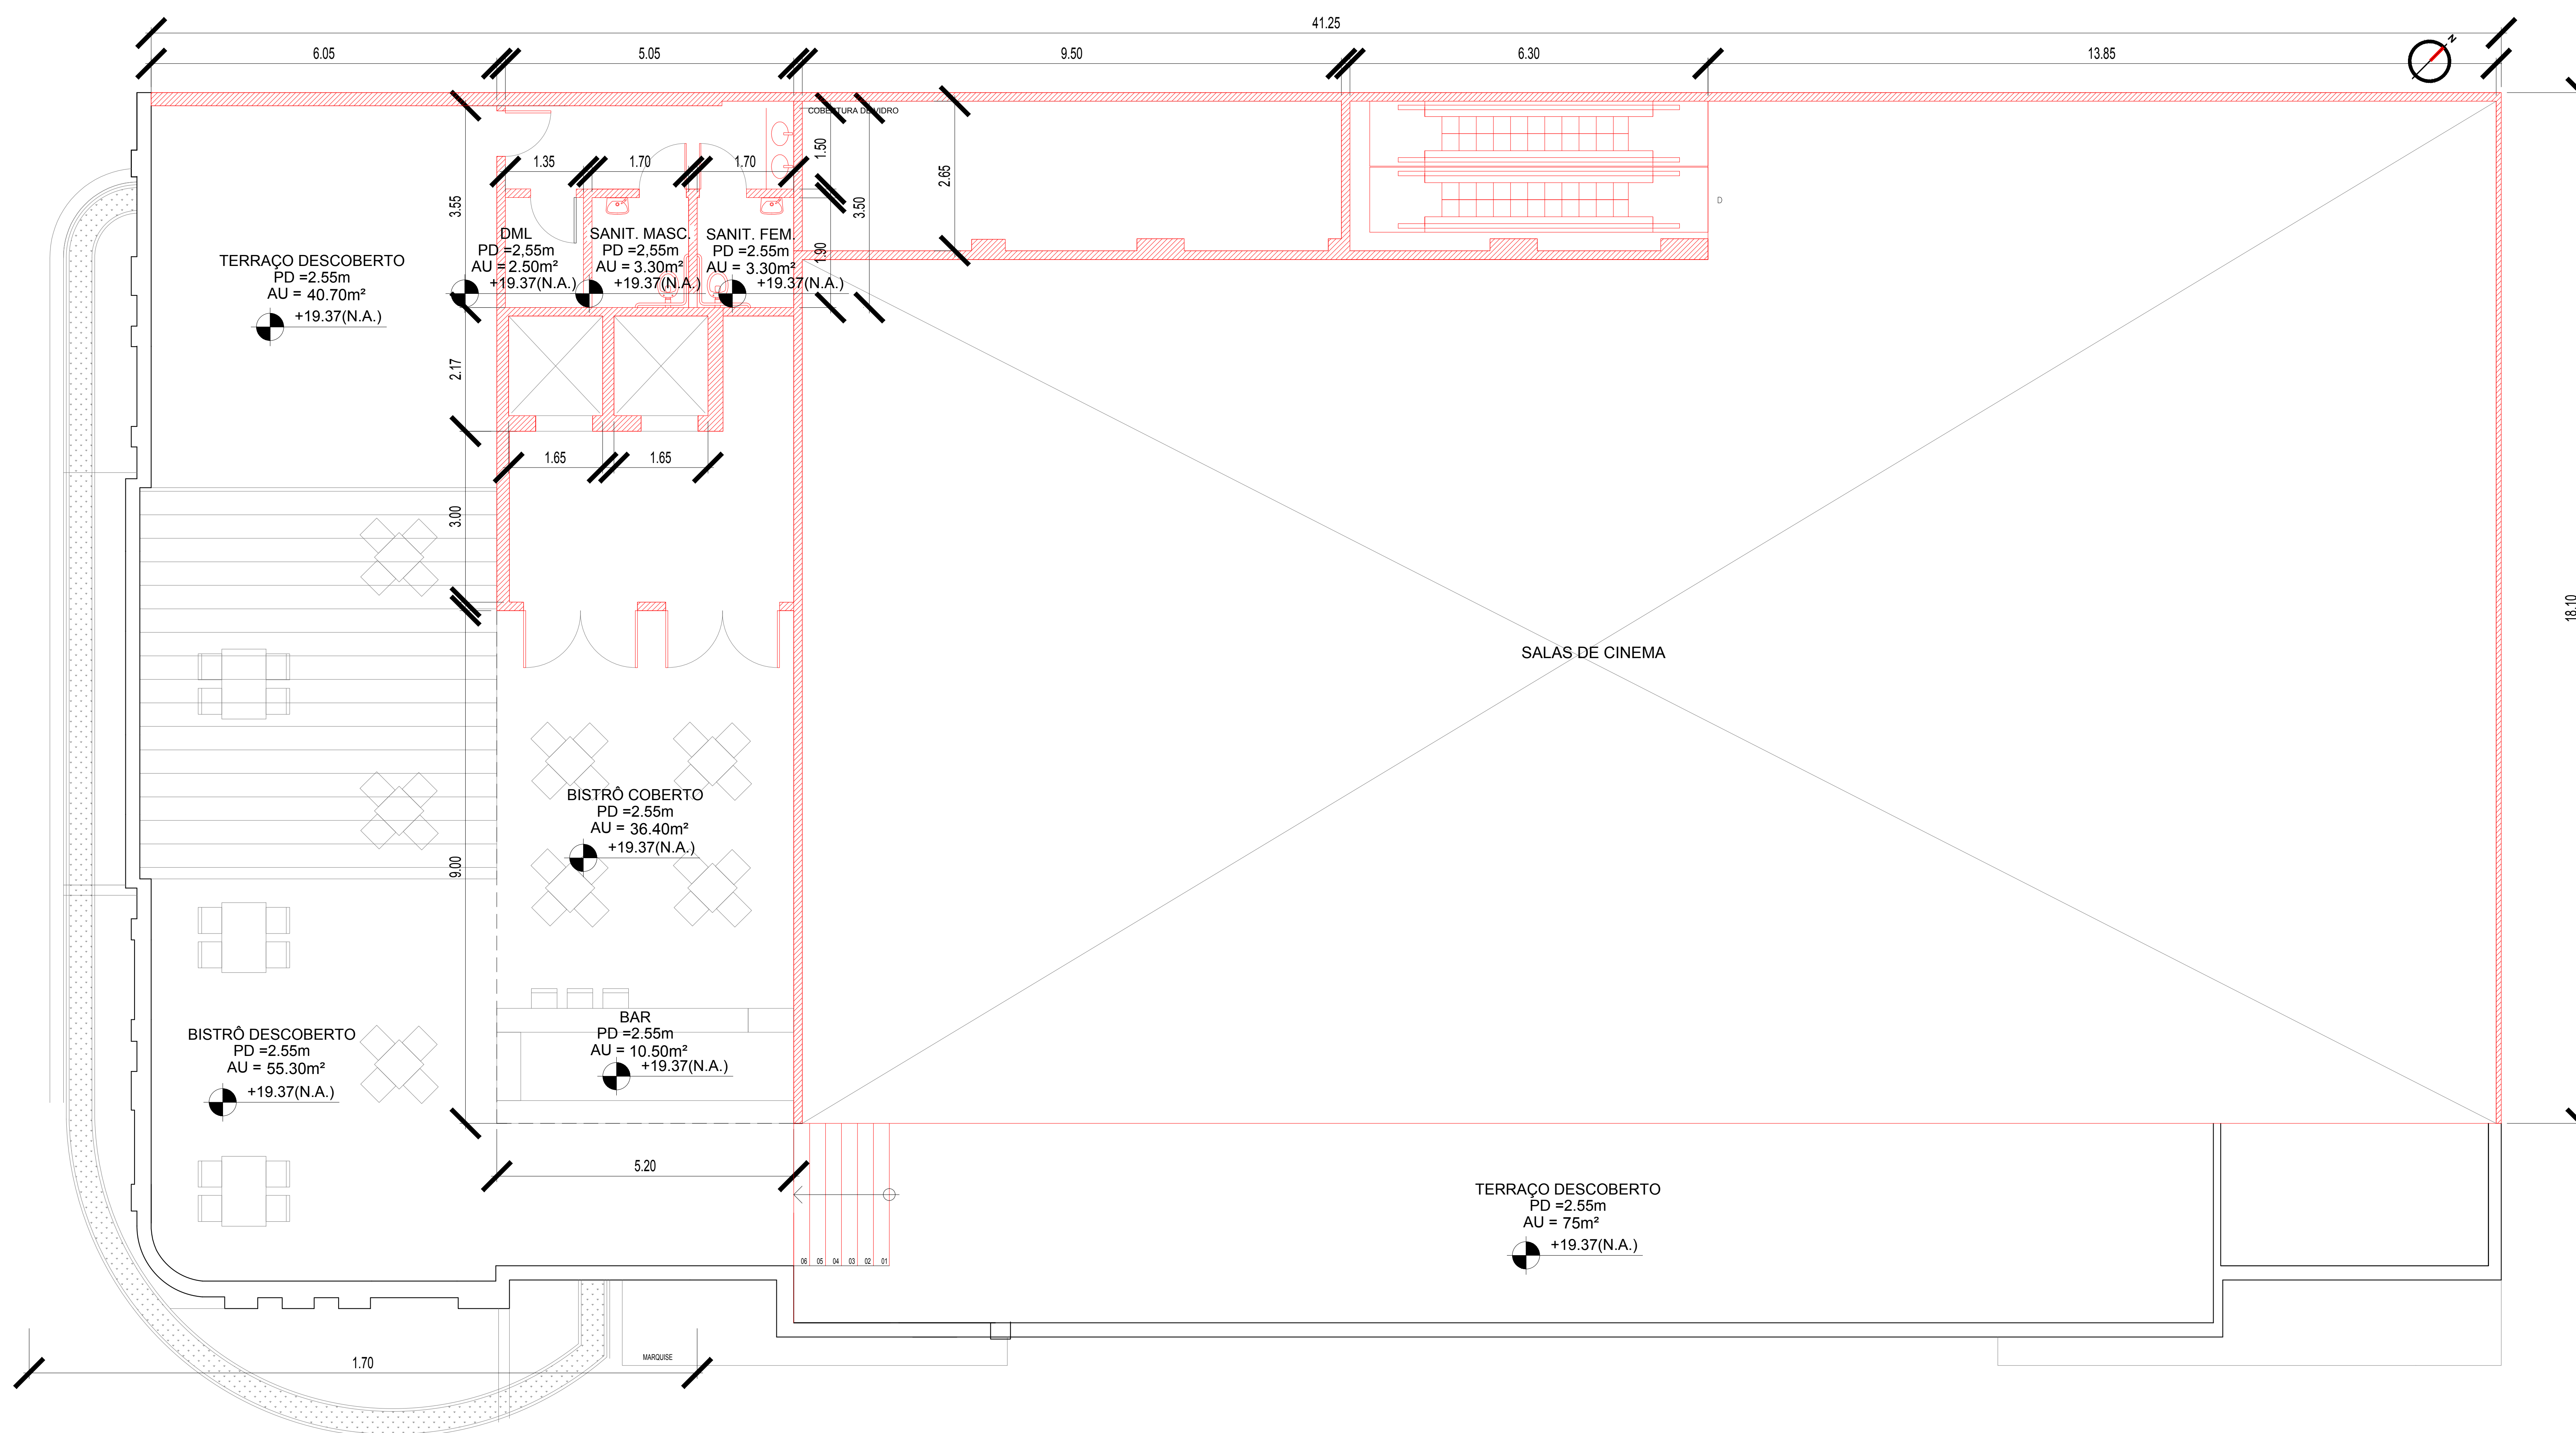 41.25
6.05
5.05
9.50
6.30
13.85
N
COBERTURA DE VIDRO
1.35
1.70
1.70
1.50
2.65
3.55
3.50
1.90
D
TERRAÇO DESCOBERTO
PD =2.55m
AU = 40.70m²
+19.37(N.A.)
DML
PD =2,55m
AU = 2.50m²
+19.37(N.A.)
SANIT. MASC.
PD =2,55m
AU = 3.30m²
+19.37(N.A.)
SANIT. FEM.
PD =2.55m
AU = 3.30m²
+19.37(N.A.)
2.17
1.65
1.65
3.00
18.10
SALAS DE CINEMA
BISTRÔ COBERTO
PD =2.55m
AU = 36.40m²
+19.37(N.A.)
9.00
BAR
PD =2.55m
AU = 10.50m²
+19.37(N.A.)
BISTRÔ DESCOBERTO
PD =2.55m
AU = 55.30m²
+19.37(N.A.)
5.20
TERRAÇO DESCOBERTO
PD =2.55m
AU = 75m²
+19.37(N.A.)
06 05 04 03 02 01
MARQUISE
1.70